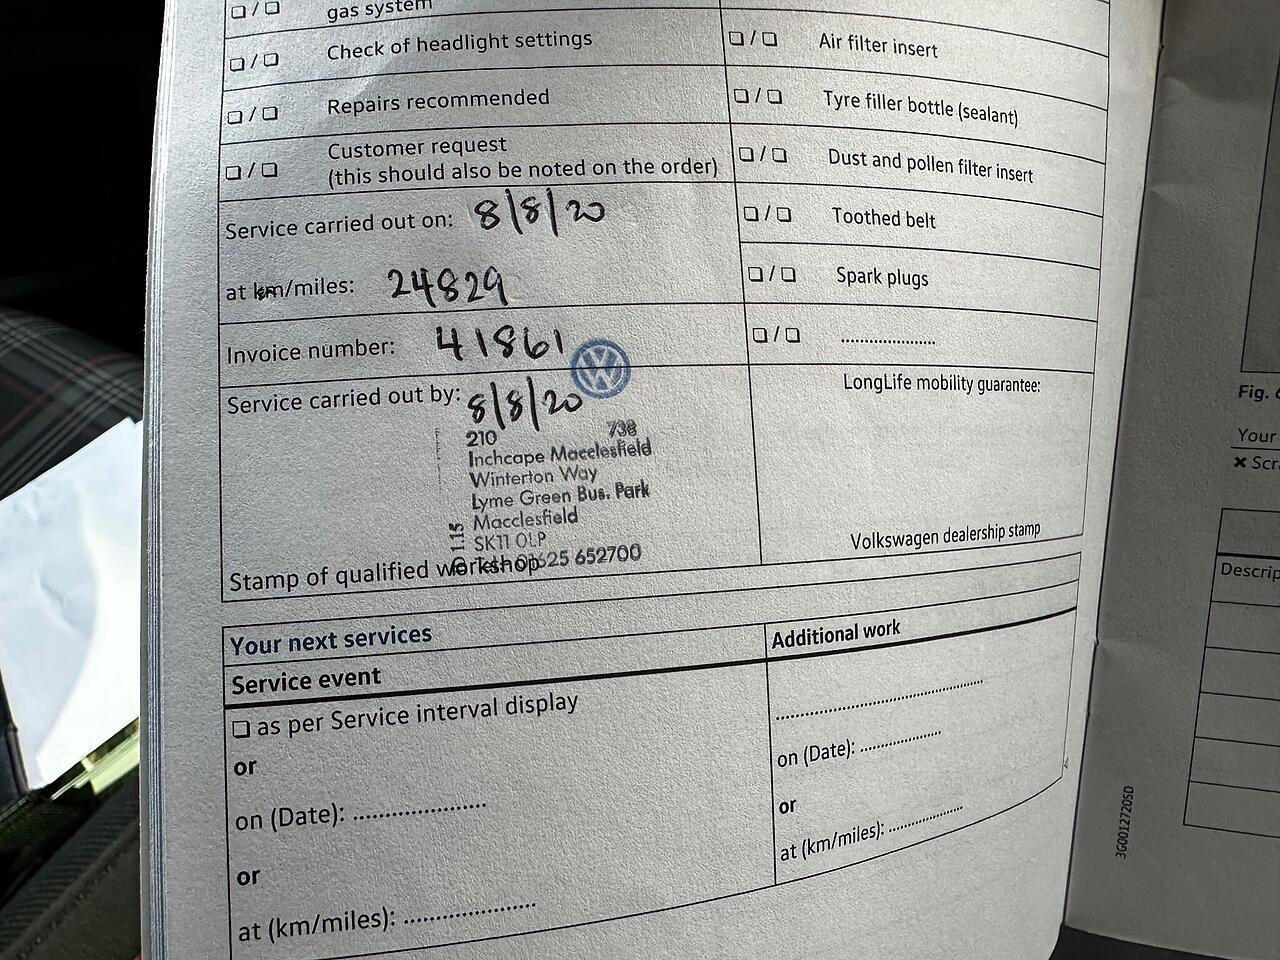 ❑ / ❑ gas system
❑ / ❑ Check of headlight settings
❑ / ❑ Repairs recommended
❑ / ❑ Customer request
(this should also be noted on the order)
Service carried out on: 8/8/20
at km/miles: 24829
Invoice number: 41861
Service carried out by: 8/8/20
210 738
Inchcape Macclesfield
Winterton Way
Lyme Green Bus. Park
Macclesfield
SK11 0LP
01625 652700
1.15
Stamp of qualified workshop
❑ / ❑ Air filter insert
❑ / ❑ Tyre filler bottle (sealant)
❑ / ❑ Dust and pollen filter insert
❑ / ❑ Toothed belt
❑ / ❑ Spark plugs
❑ / ❑ .....................
LongLife mobility guarantee:
Volkswagen dealership stamp
Your next services
Service event
❑ as per Service interval display
or
on (Date): ......................
or
at (km/miles): ......................
Additional work
..............................................
on (Date): ..................
or
at (km/miles): ..................
3G0012720SD
Fig.
Your
✖ Scr
Descrip